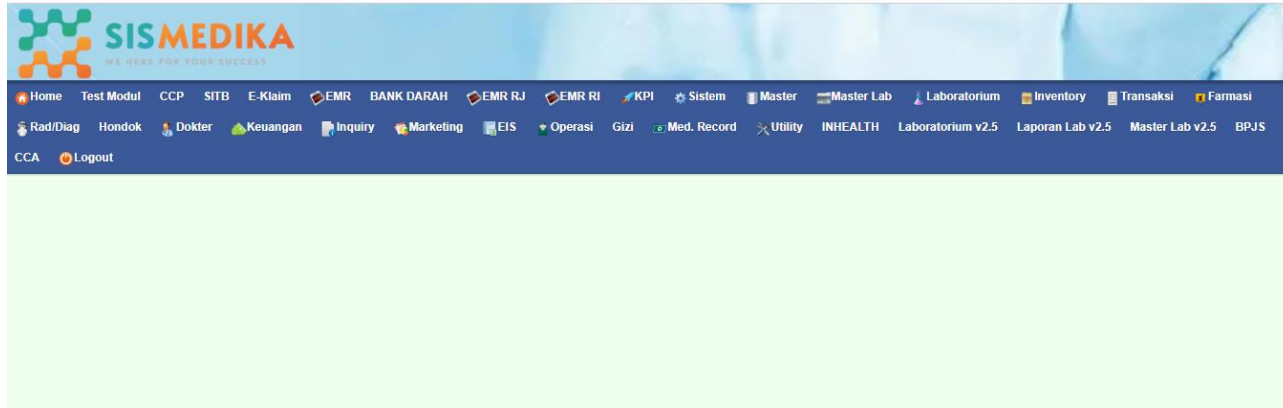 SISMEDIKA
WE HERE FOR YOUR SUCCESS
Home Test Modul CCP SITB E-Klaim EMR BANK DARAH EMR RJ EMR RI KPI Sistem Master Master Lab Laboratorium Inventory Transaksi Farmasi
Rad/Diag Hondok Dokter Keuangan Inquiry Marketing EIS Operasi Gizi Med. Record Utility INHEALTH Laboratorium v2.5 Laporan Lab v2.5 Master Lab v2.5 BPJS
CCA Logout